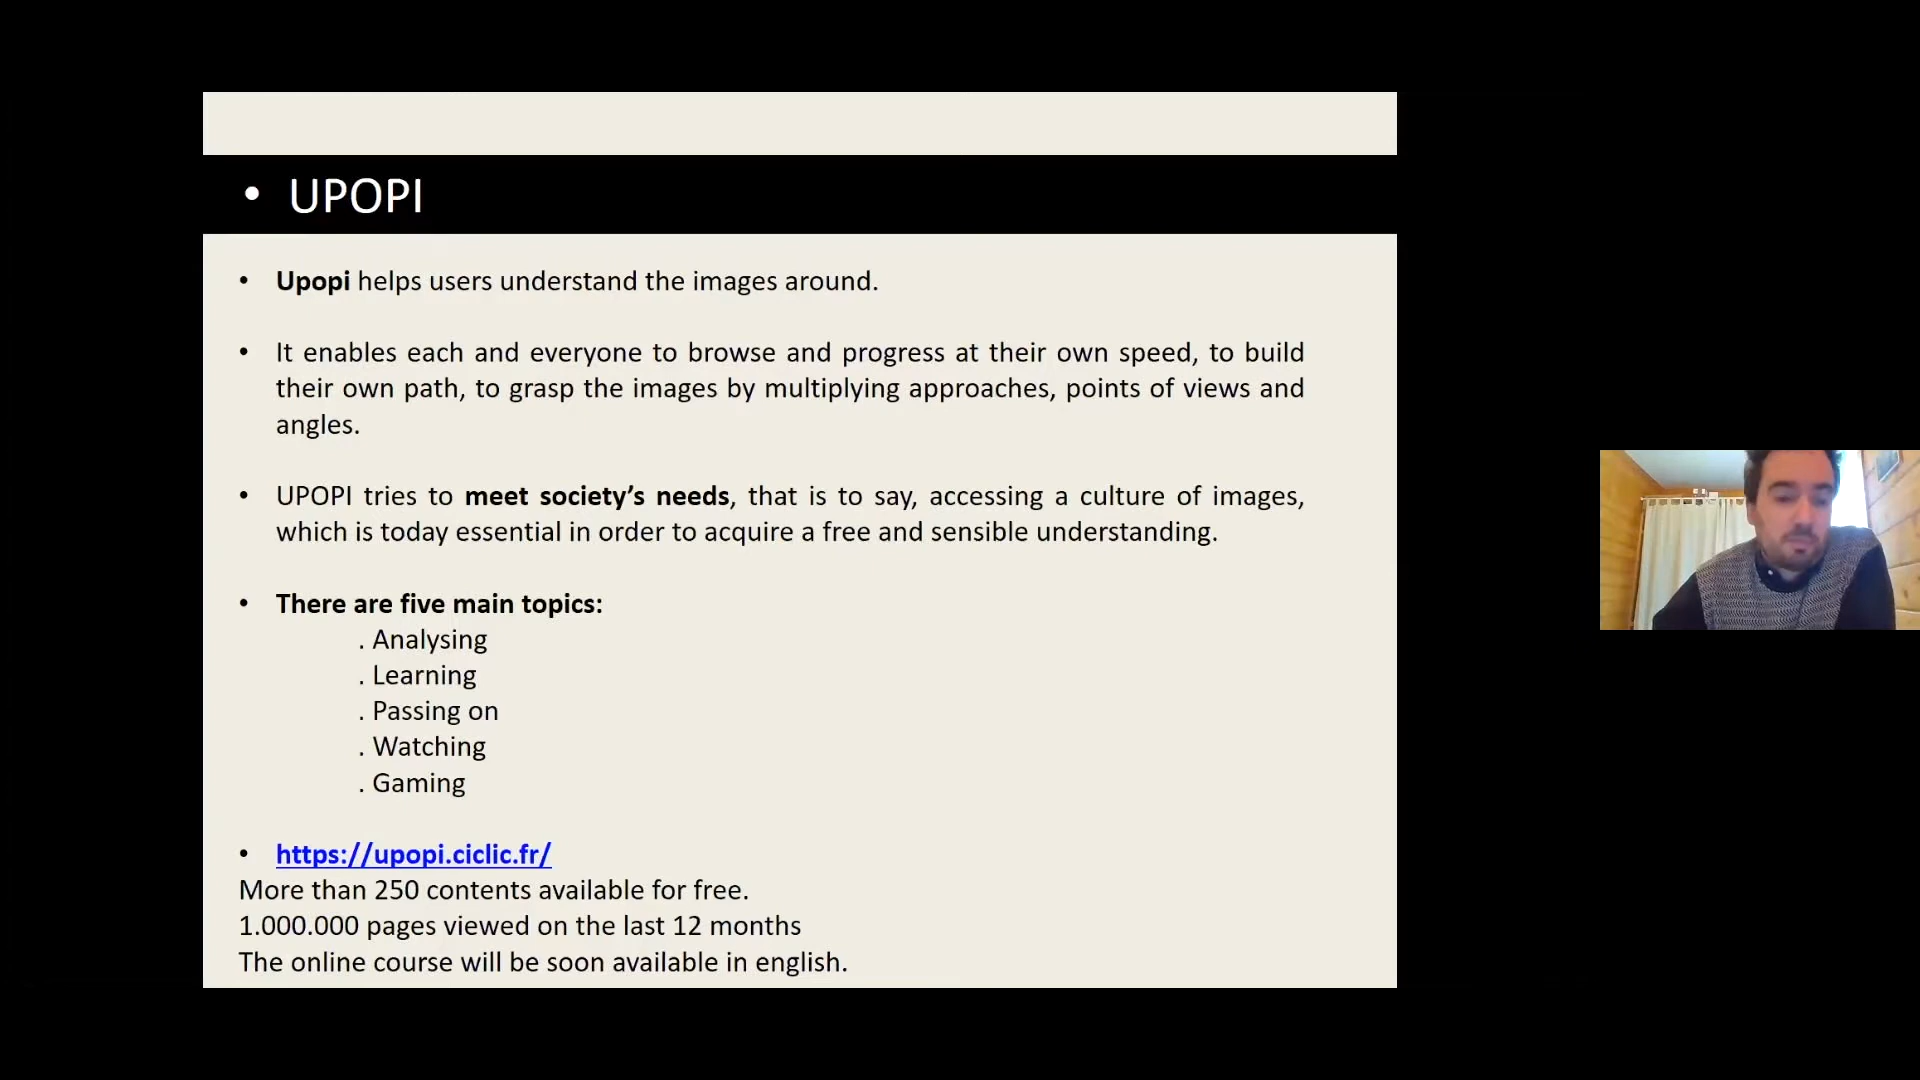 • UPOPI
• Upopi helps users understand the images around.
• It enables each and everyone to browse and progress at their own speed, to build
their own path, to grasp the images by multiplying approaches, points of views and
angles.
• UPOPI tries to meet society’s needs, that is to say, accessing a culture of images,
which is today essential in order to acquire a free and sensible understanding.
• There are five main topics:
. Analysing
. Learning
. Passing on
. Watching
. Gaming
• https://upopi.ciclic.fr/
More than 250 contents available for free.
1.000.000 pages viewed on the last 12 months
The online course will be soon available in english.